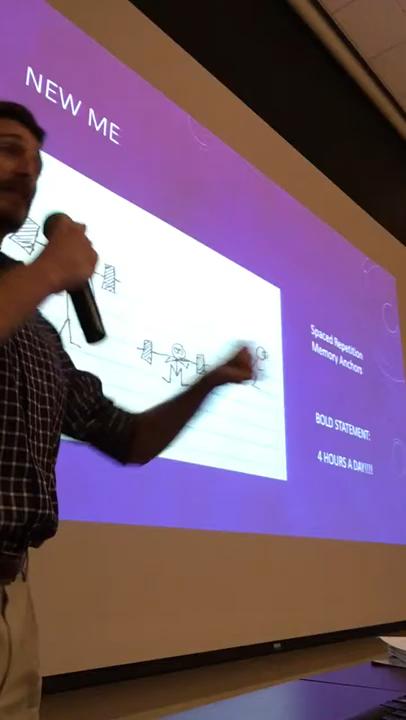 NEW ME
Spaced Repetition
Memory Anchors
BOLD STATEMENT:
4 HOURS A DAY!!!!!